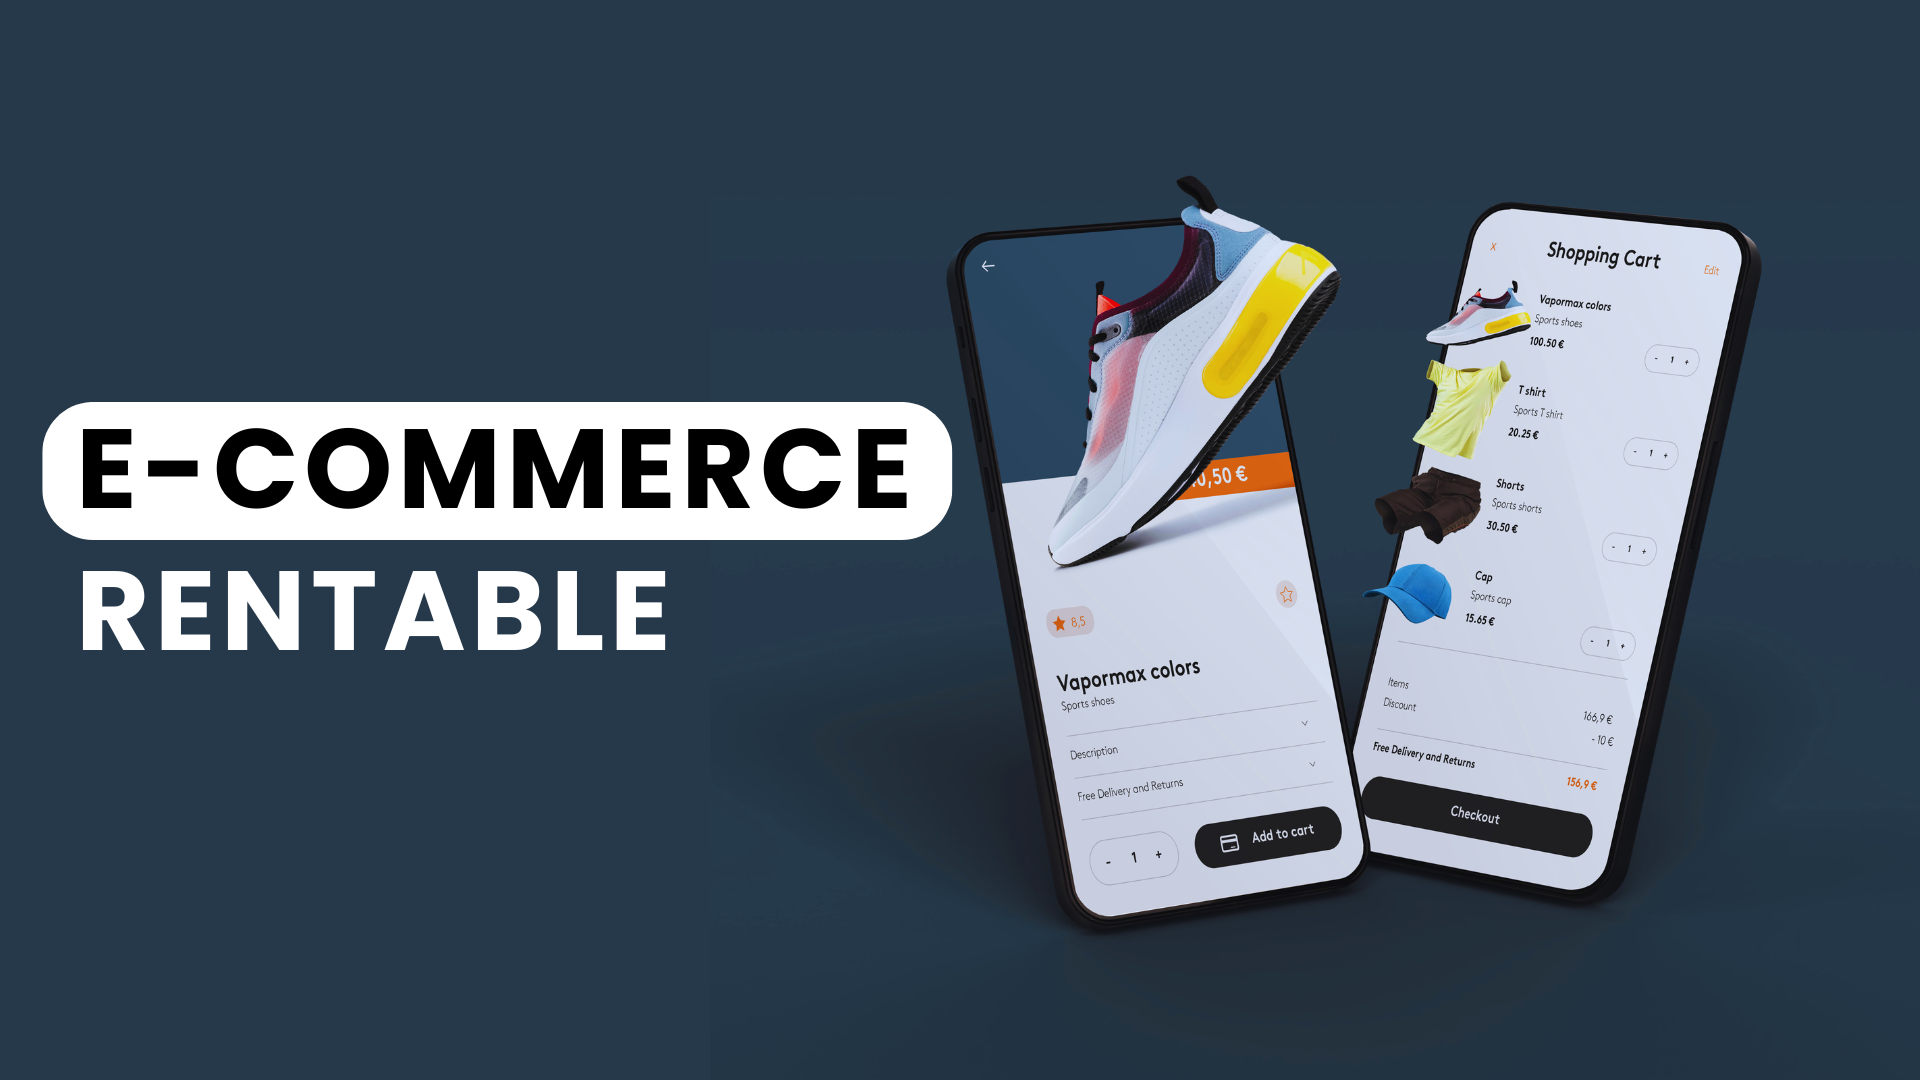 E-COMMERCE
RENTABLE
0,50 €
8,5
Vapormax colors
Sports shoes
Description
Free Delivery and Returns
- 1 +
Add to cart
X
Shopping Cart
Edit
Vapormax colors
Sports shoes
100.50 €
- 1 +
T shirt
Sports T shirt
20.25 €
- 1 +
Shorts
Sports shorts
30.50 €
- 1 +
Cap
Sports cap
15.65 €
- 1 +
Items
166,9 €
Discount
- 10 €
Free Delivery and Returns
156,9 €
Checkout